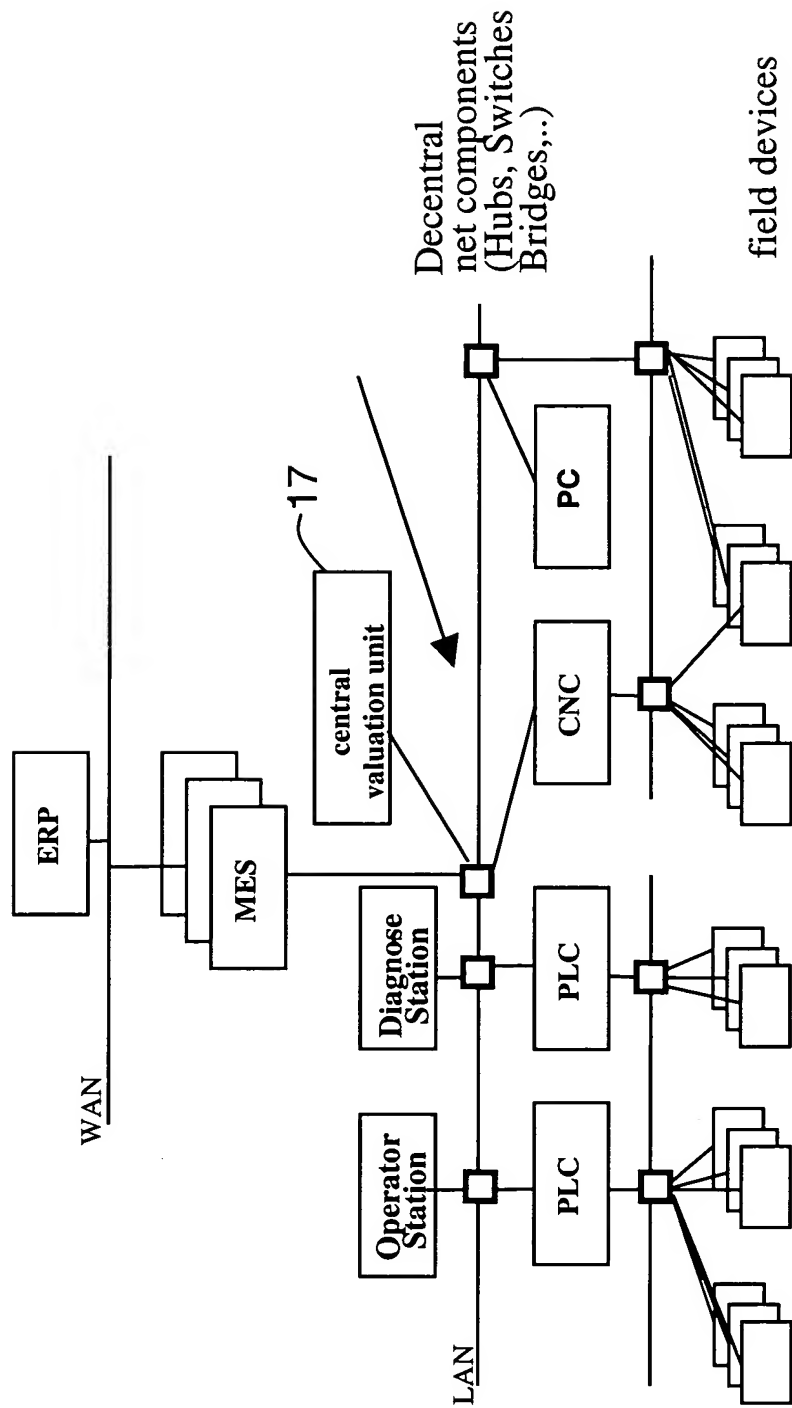 ERP
WAN
MES
17
central
valuation unit
Operator
Station
Diagnose
Station
Decentral
net components
(Hubs, Switches
Bridges,..)
LAN
PLC
PLC
CNC
PC
field devices